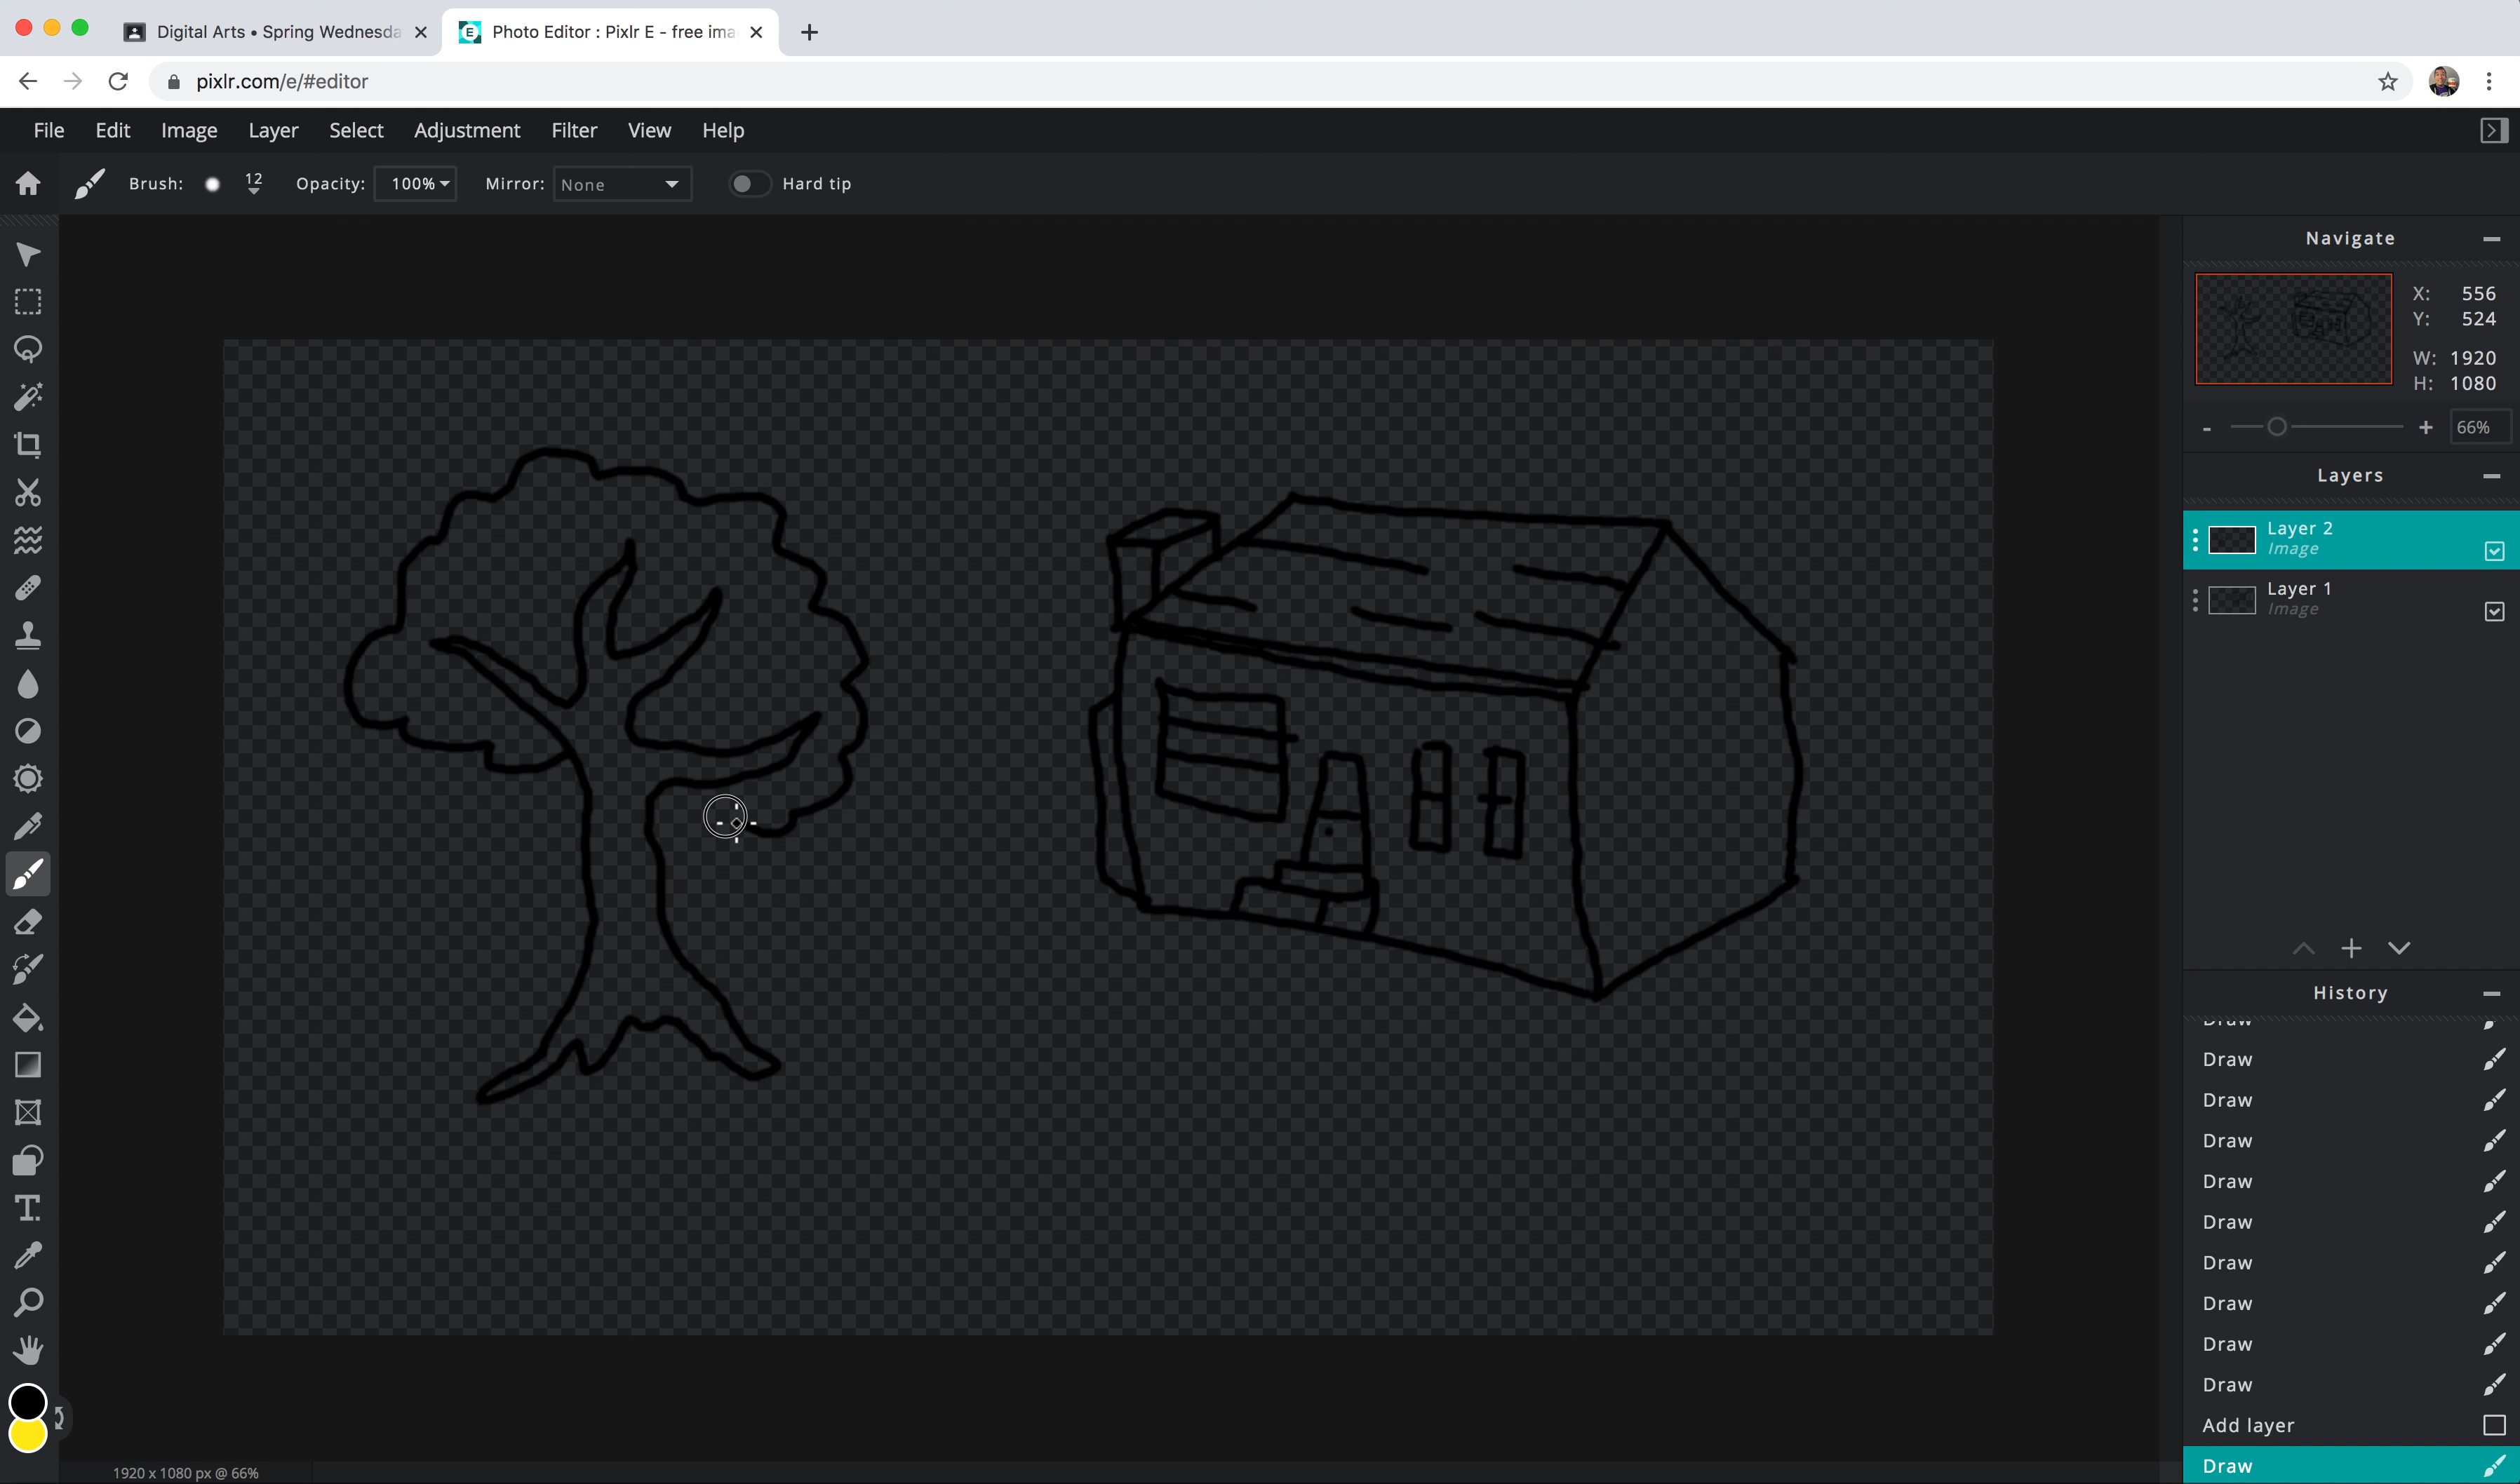 Digital Arts • Spring Wednesda
Photo Editor : Pixlr E - free ima
pixlr.com/e/#editor
File Edit Image Layer Select Adjustment Filter View Help
Brush: 12 Opacity: 100% Mirror: None Hard tip
Navigate
X: 556
Y: 524
W: 1920
H: 1080
- + 66%
Layers
Layer 2
Image
Layer 1
Image
History
Draw
Draw
Draw
Draw
Draw
Draw
Draw
Draw
Draw
Draw
Add layer
Draw
1920 x 1080 px @ 66%